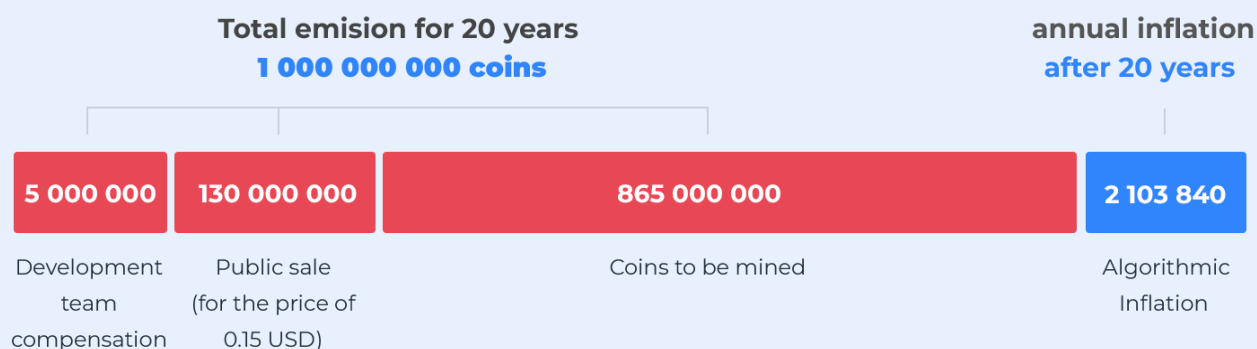 Total emision for 20 years
1 000 000 000 coins
annual inflation
after 20 years
5 000 000
130 000 000
865 000 000
2 103 840
Development
team
compensation
Public sale
(for the price of
0.15 USD)
Coins to be mined
Algorithmic
Inflation